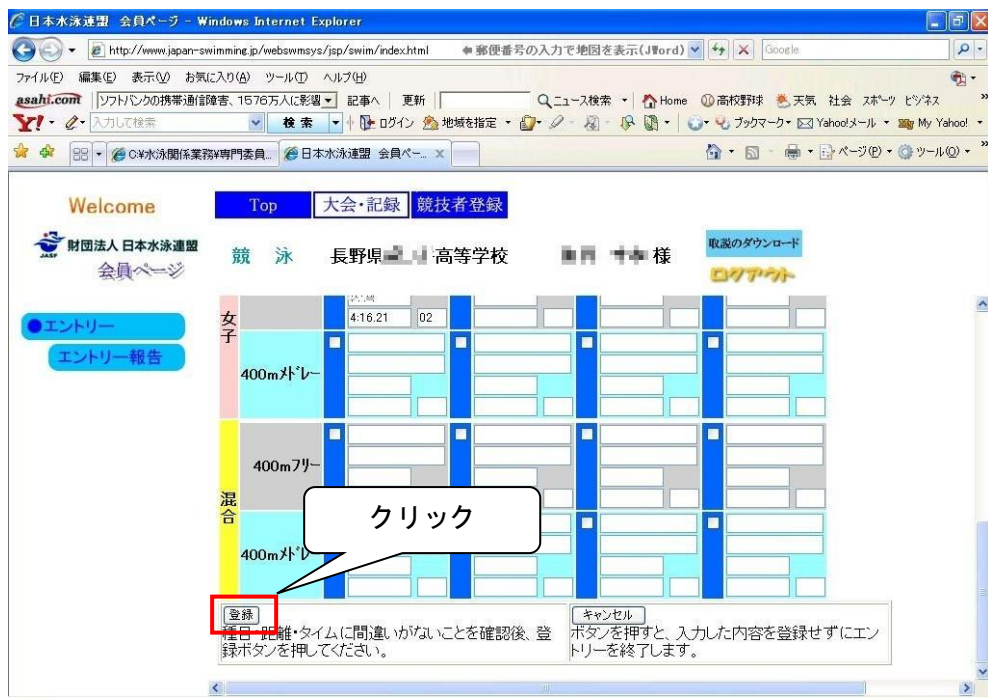 日本水泳連盟 会員ページ - Windows Internet Explorer
http://www.japan-swimming.jp/webswmsys/jsp/swim/index.html
郵便番号の入力で地図を表示(JWord)
Google
ファイル(F) 編集(E) 表示(V) お気に入り(A) ツール(T) ヘルプ(H)
asahi.com ソフトバンクの携帯通信障害、1576万人に影響 記事へ 更新 ニュース検索 Home 高校野球 天気 社会 スポーツ ビジネス
Y! 入力して検索 検索 ログイン 地域を指定 ブックマーク Yahoo!メール My Yahoo!
C:¥水泳関係業務¥専門委員... 日本水泳連盟 会員ペー... X ページ(P) ツール(O)
Welcome
Top 大会・記録 競技者登録
財団法人 日本水泳連盟
会員ページ
競 泳 長野県 高等学校 様
取説のダウンロード
ログアウト
エントリー
エントリー報告
女子
4:16.21 02
400mメドレー
混合
400mフリー
400mメドレ
クリック
登録
種目・距離・タイムに間違いがないことを確認後、登
録ボタンを押してください。
キャンセル
ボタンを押すと、入力した内容を登録せずにエン
トリーを終了します。